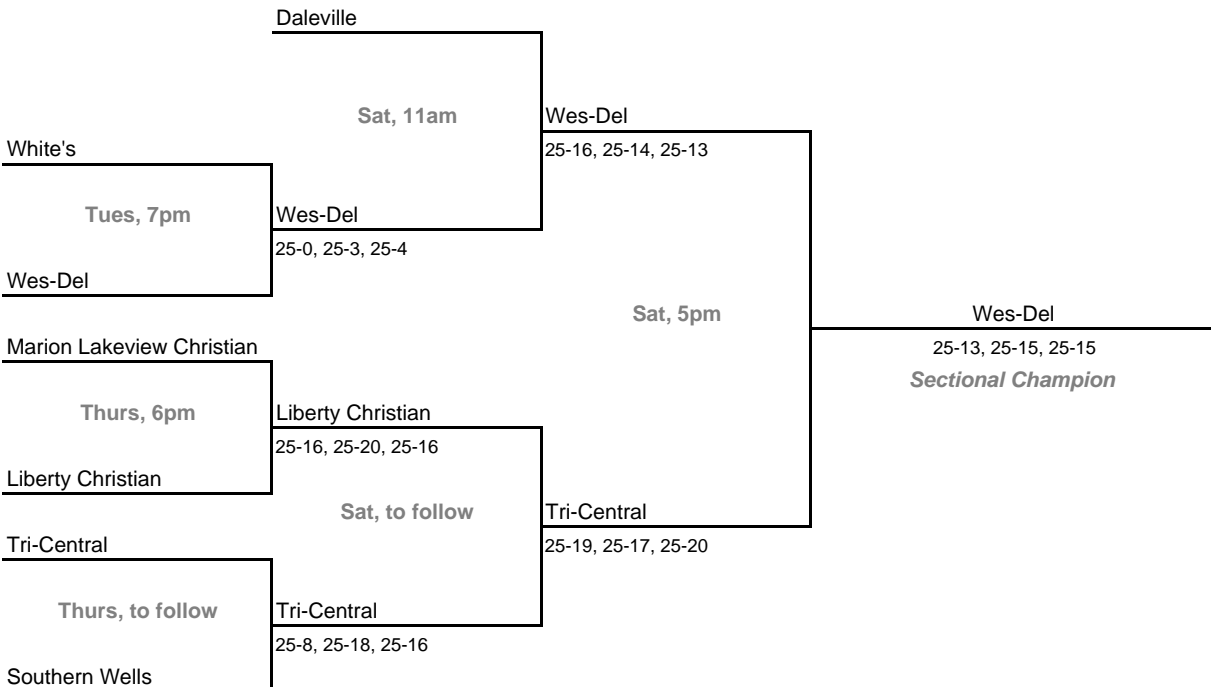 Daleville
Sat, 11am
Wes-Del
White's
25-16, 25-14, 25-13
Tues, 7pm
Wes-Del
25-0, 25-3, 25-4
Wes-Del
Sat, 5pm
Wes-Del
Marion Lakeview Christian
25-13, 25-15, 25-15
Sectional Champion
Thurs, 6pm
Liberty Christian
25-16, 25-20, 25-16
Liberty Christian
Sat, to follow
Tri-Central
Tri-Central
25-19, 25-17, 25-20
Thurs, to follow
Tri-Central
25-8, 25-18, 25-16
Southern Wells